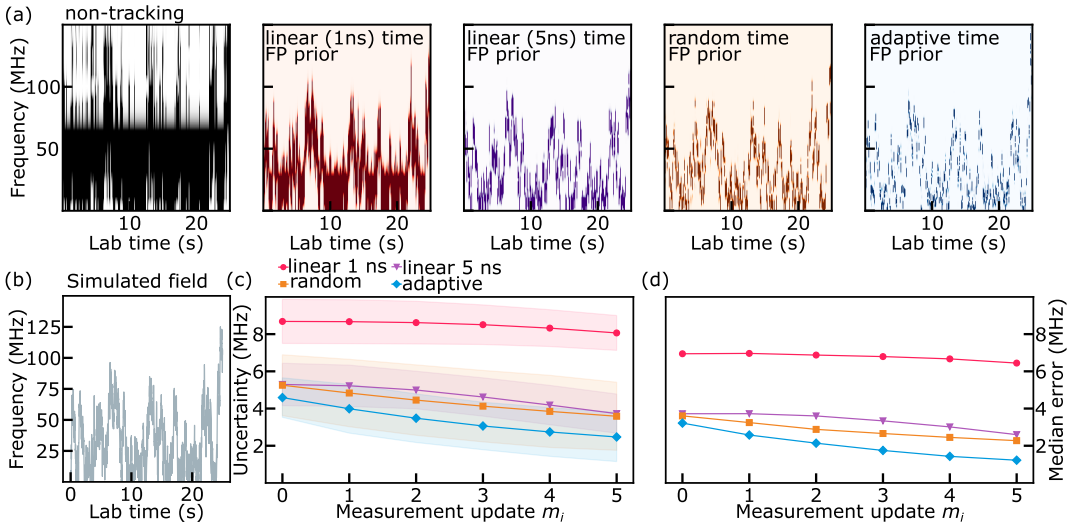 (a)
non-tracking
linear (1ns) time
FP prior
linear (5ns) time
FP prior
random time
FP prior
adaptive time
FP prior
Frequency (MHz)
100
50
10 20
Lab time (s)
10 20
Lab time (s)
10 20
Lab time (s)
10 20
Lab time (s)
10 20
Lab time (s)
(b)
Simulated field
Frequency (MHz)
125
100
75
50
25
0 10 20
Lab time (s)
linear 1 ns
linear 5 ns
random
adaptive
(c)
Uncertainty (MHz)
8
6
4
2
0 1 2 3 4 5
Measurement update mᵢ
(d)
8
6
4
2
Median error (MHz)
0 1 2 3 4 5
Measurement update mᵢ